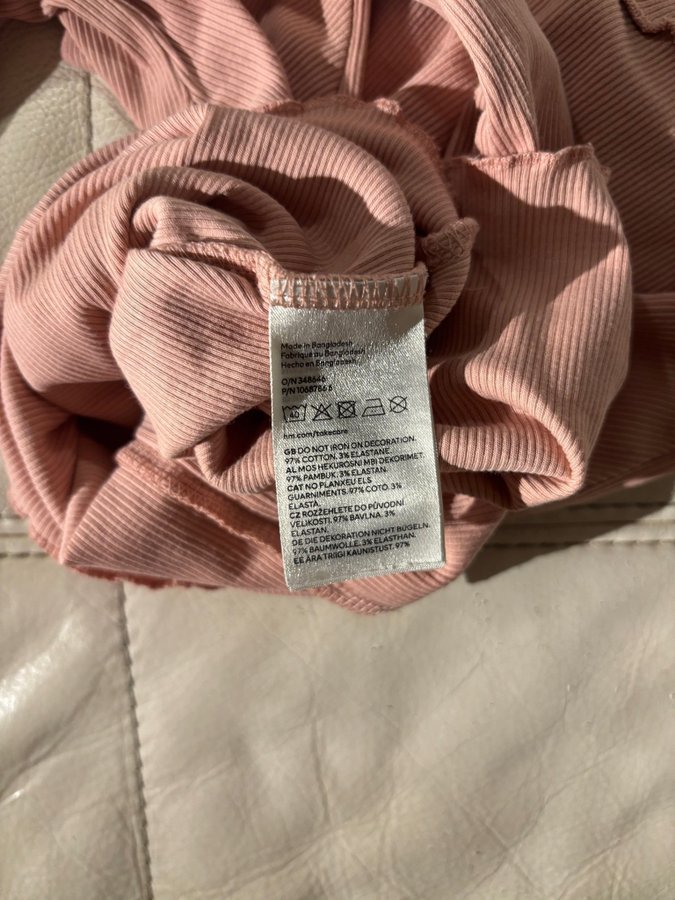 Made in Bangladesh
Fabriqué au Bangladesh
Hecho en Bangladesh
O/N 348646
P/N 1068786 6
40
hm.com/takecare
GB DO NOT IRON ON DECORATION.
97% COTTON. 3% ELASTANE.
AL MOS HEKUROSNI MBI DEKORIMET.
97% PAMBUK. 3% ELASTAN.
CAT NO PLANXEU ELS
GUARNIMENTS. 97% COTÓ. 3%
ELASTÀ.
CZ ROZŽEHLETE DO PŮVODNÍ
VELIKOSTI. 97% BAVLNA. 3%
ELASTAN.
DE DIE DEKORATION NICHT BÜGELN.
97% BAUMWOLLE. 3% ELASTHAN.
EE ÄRA TRIIGI KAUNISTUST. 97%